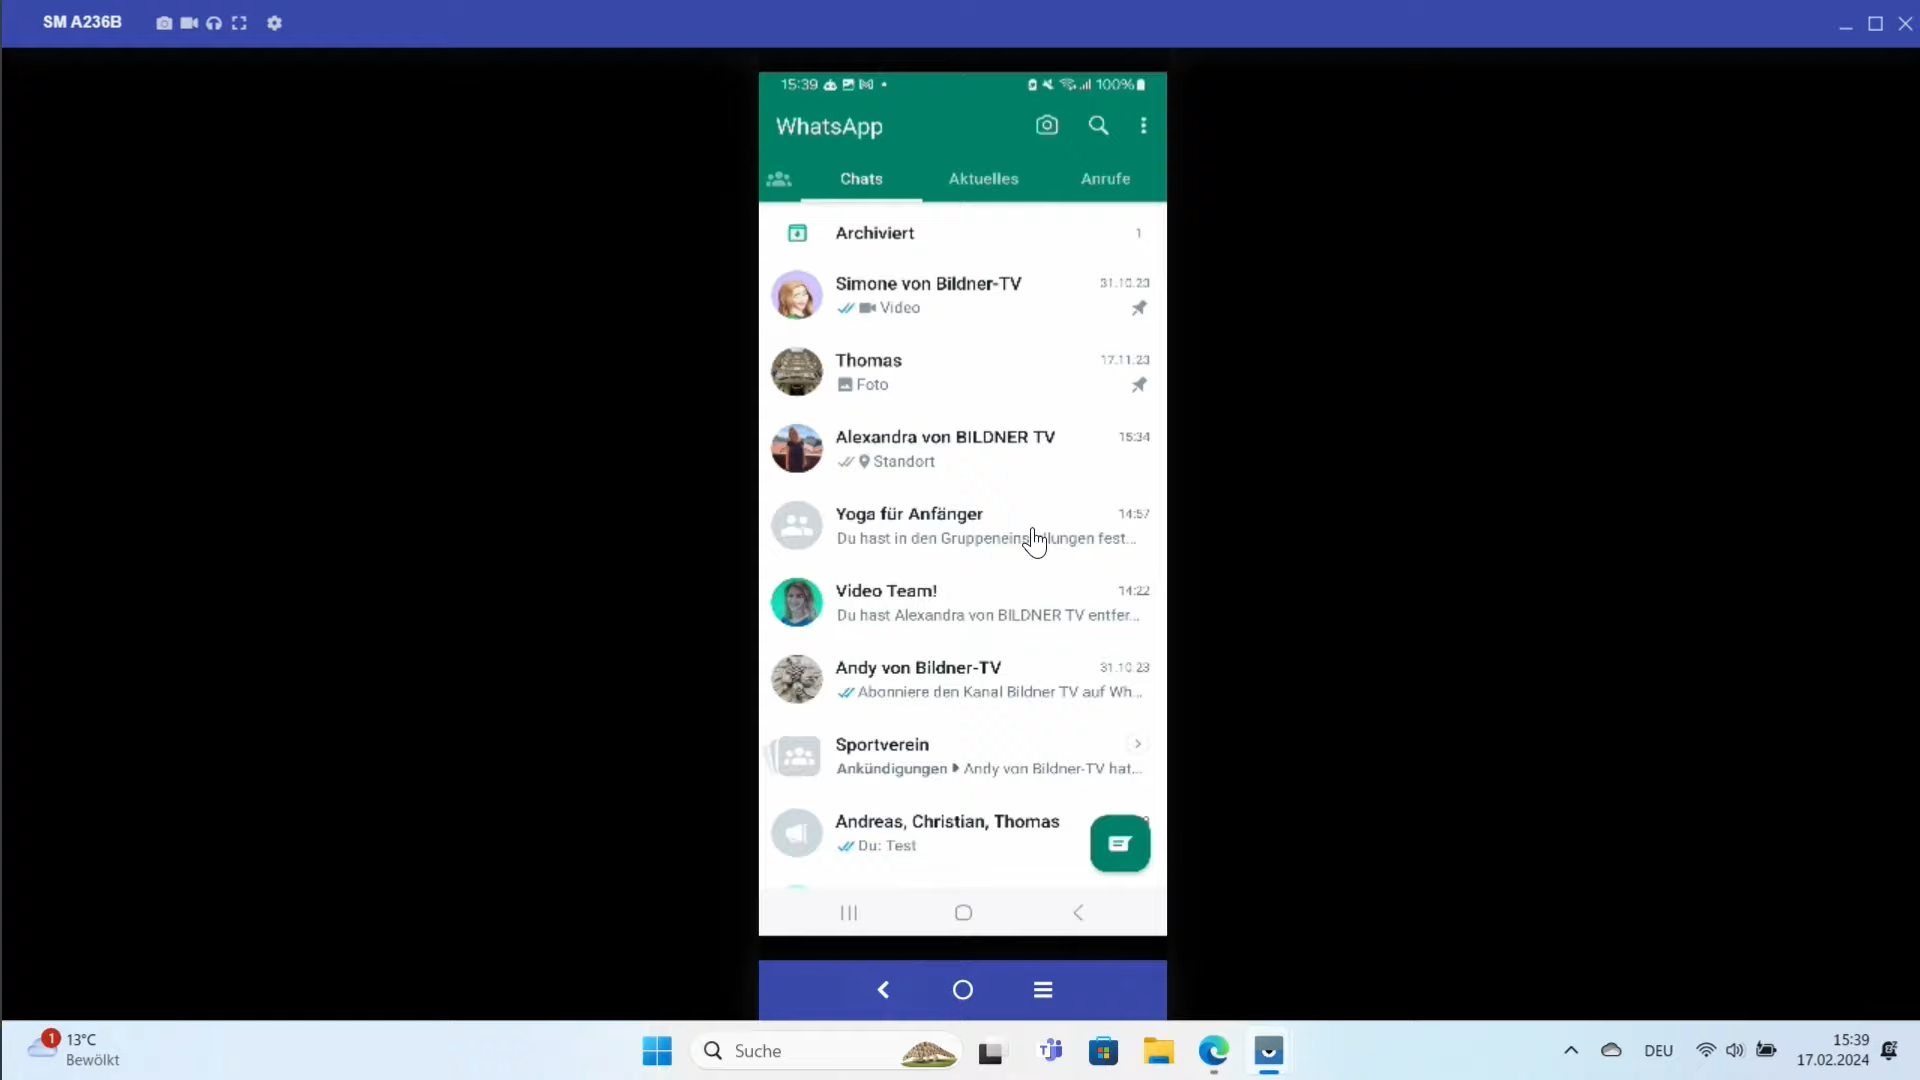 SM A236B
15:39
100%
WhatsApp
Chats
Aktuelles
Anrufe
Archiviert
1
Simone von Bildner-TV
31.10.23
Video
Thomas
17.11.23
Foto
Alexandra von BILDNER TV
15:34
Standort
Yoga für Anfänger
14:57
Du hast in den Gruppeneins llungen fest...
Video Team!
14:22
Du hast Alexandra von BILDNER TV entfer...
Andy von Bildner-TV
31.10.23
Abonniere den Kanal Bildner TV auf Wh...
Sportverein
Ankündigungen Andy von Bildner-TV hat...
Andreas, Christian, Thomas
Du: Test
1
13°C
Bewölkt
Suche
DEU
15:39
17.02.2024